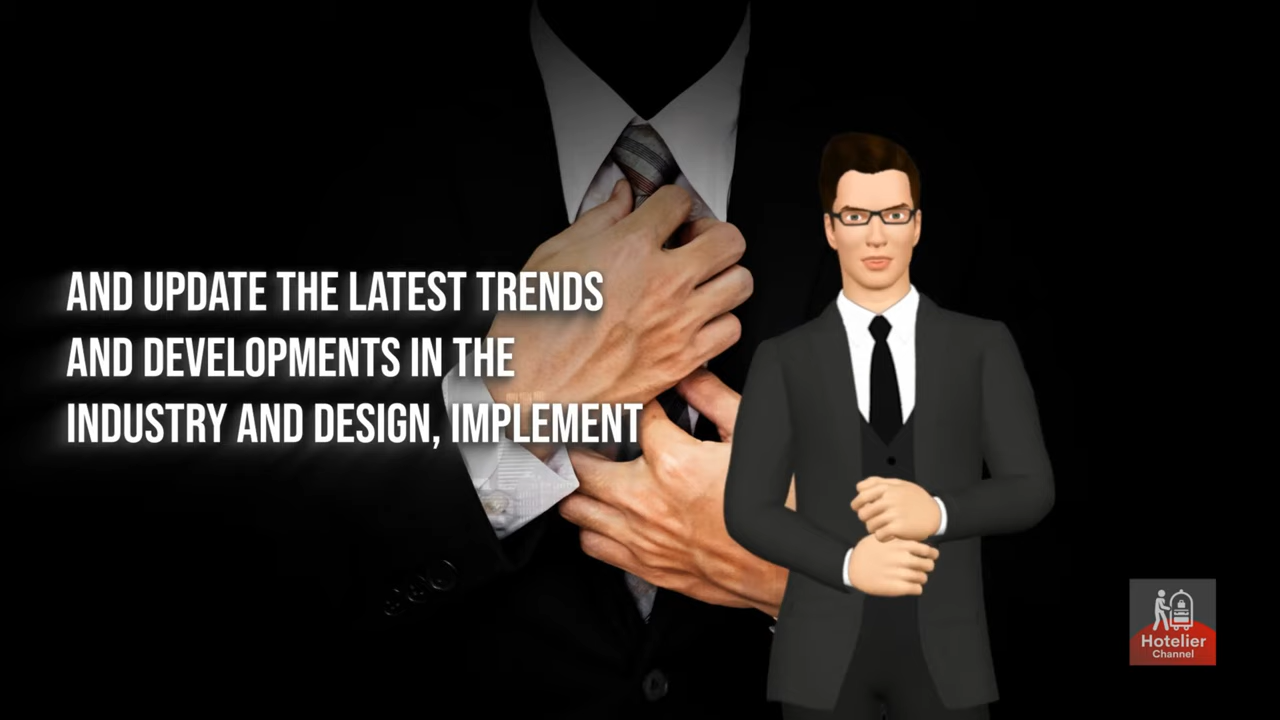 AND UPDATE THE LATEST TRENDS
AND DEVELOPMENTS IN THE
INDUSTRY AND DESIGN, IMPLEMENT
Hotelier
Channel